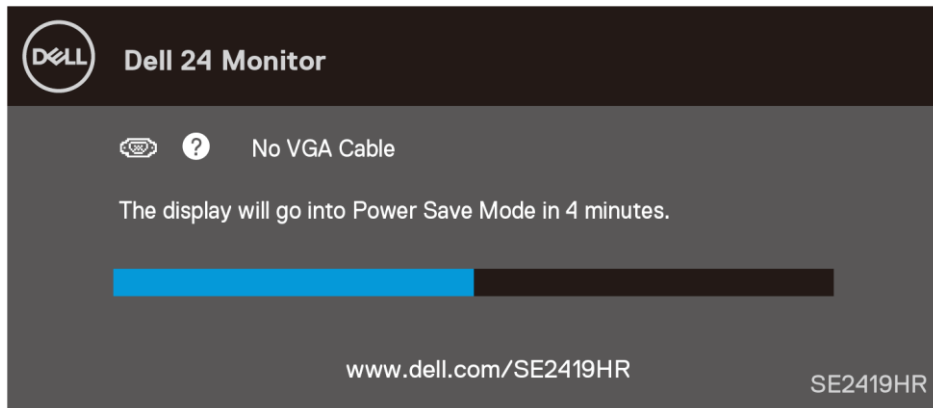 DELL
Dell 24 Monitor
? No VGA Cable
The display will go into Power Save Mode in 4 minutes.
www.dell.com/SE2419HR
SE2419HR